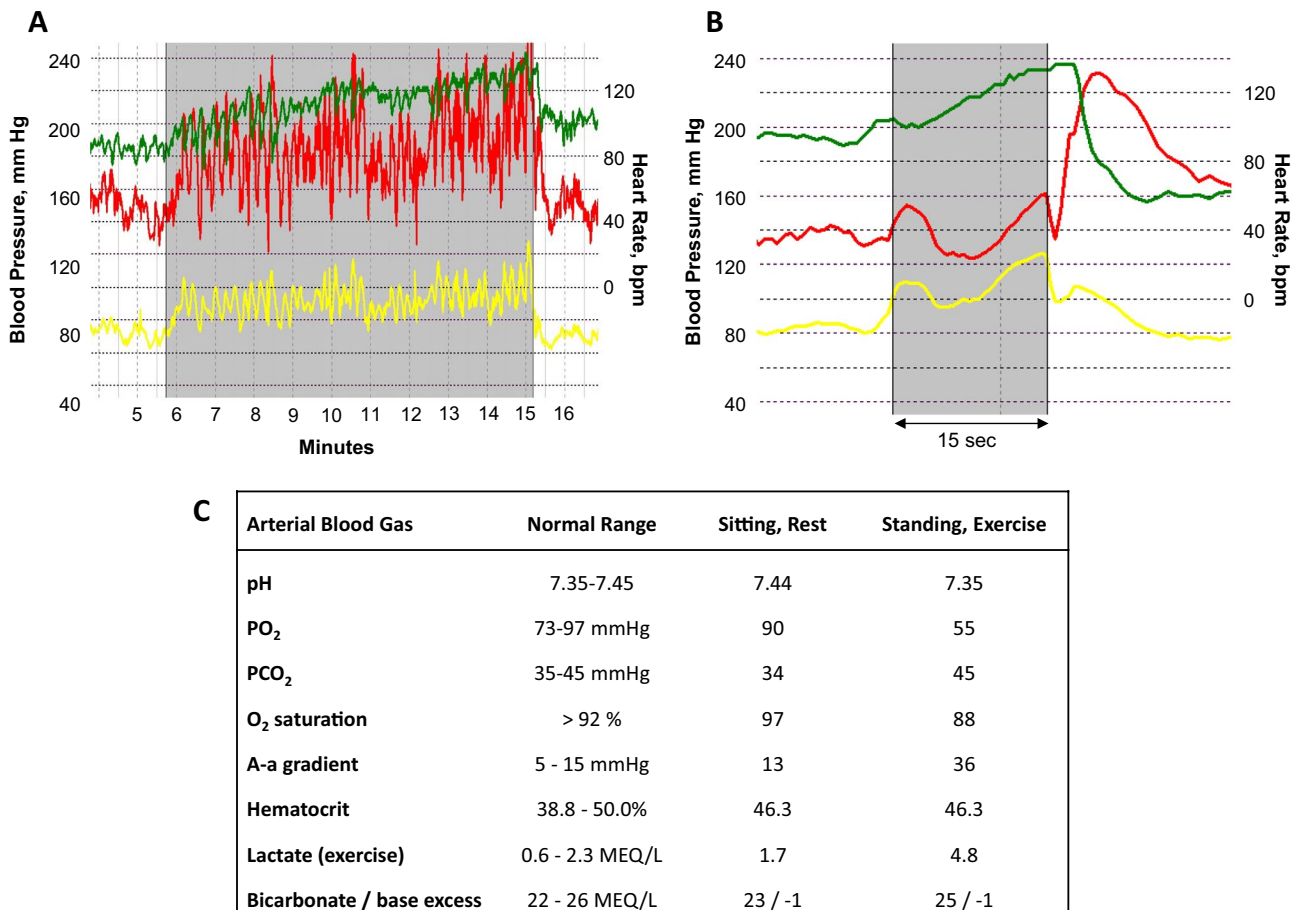 A
240
200
160
120
80
40
Blood Pressure, mm Hg
120
80
40
0
Heart Rate, bpm
5 6 7 8 9 10 11 12 13 14 15 16
Minutes
B
240
200
160
120
80
40
Blood Pressure, mm Hg
120
80
40
0
Heart Rate, bpm
15 sec
C
Arterial Blood Gas Normal Range Sitting, Rest Standing, Exercise
pH 7.35-7.45 7.44 7.35
PO2 73-97 mmHg 90 55
PCO2 35-45 mmHg 34 45
O2 saturation > 92 % 97 88
A-a gradient 5 - 15 mmHg 13 36
Hematocrit 38.8 - 50.0% 46.3 46.3
Lactate (exercise) 0.6 - 2.3 MEQ/L 1.7 4.8
Bicarbonate / base excess 22 - 26 MEQ/L 23 / -1 25 / -1